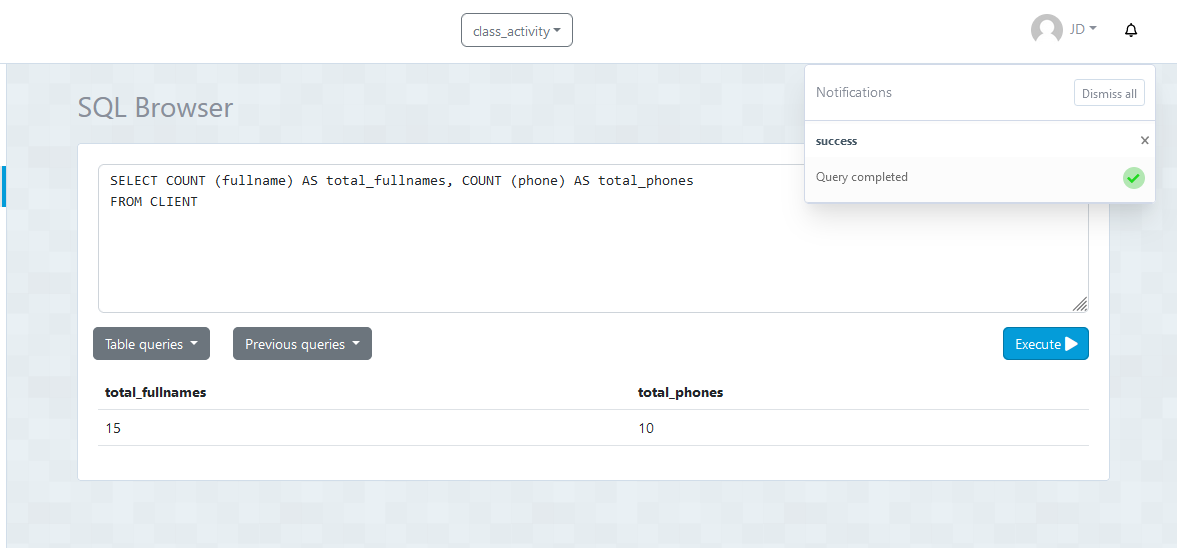 class_activity
JD
Notifications
Dismiss all
success
Query completed
SQL Browser
SELECT COUNT (fullname) AS total_fullnames, COUNT (phone) AS total_phones
FROM CLIENT
Table queries
Previous queries
Execute
total_fullnames total_phones
15 10